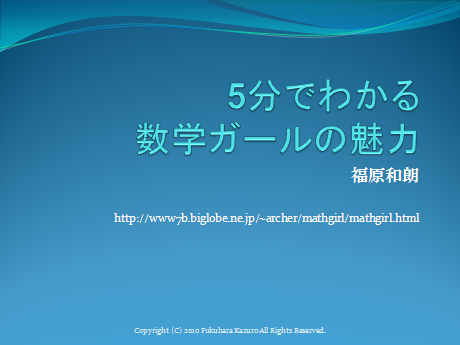 5分でわかる
数学ガールの魅力
福原和朗
http://www7b.biglobe.ne.jp/~archer/mathgirl/mathgirl.html
Copyright (C) 2010 Fukuhara Kazuro All Rights Reserved.